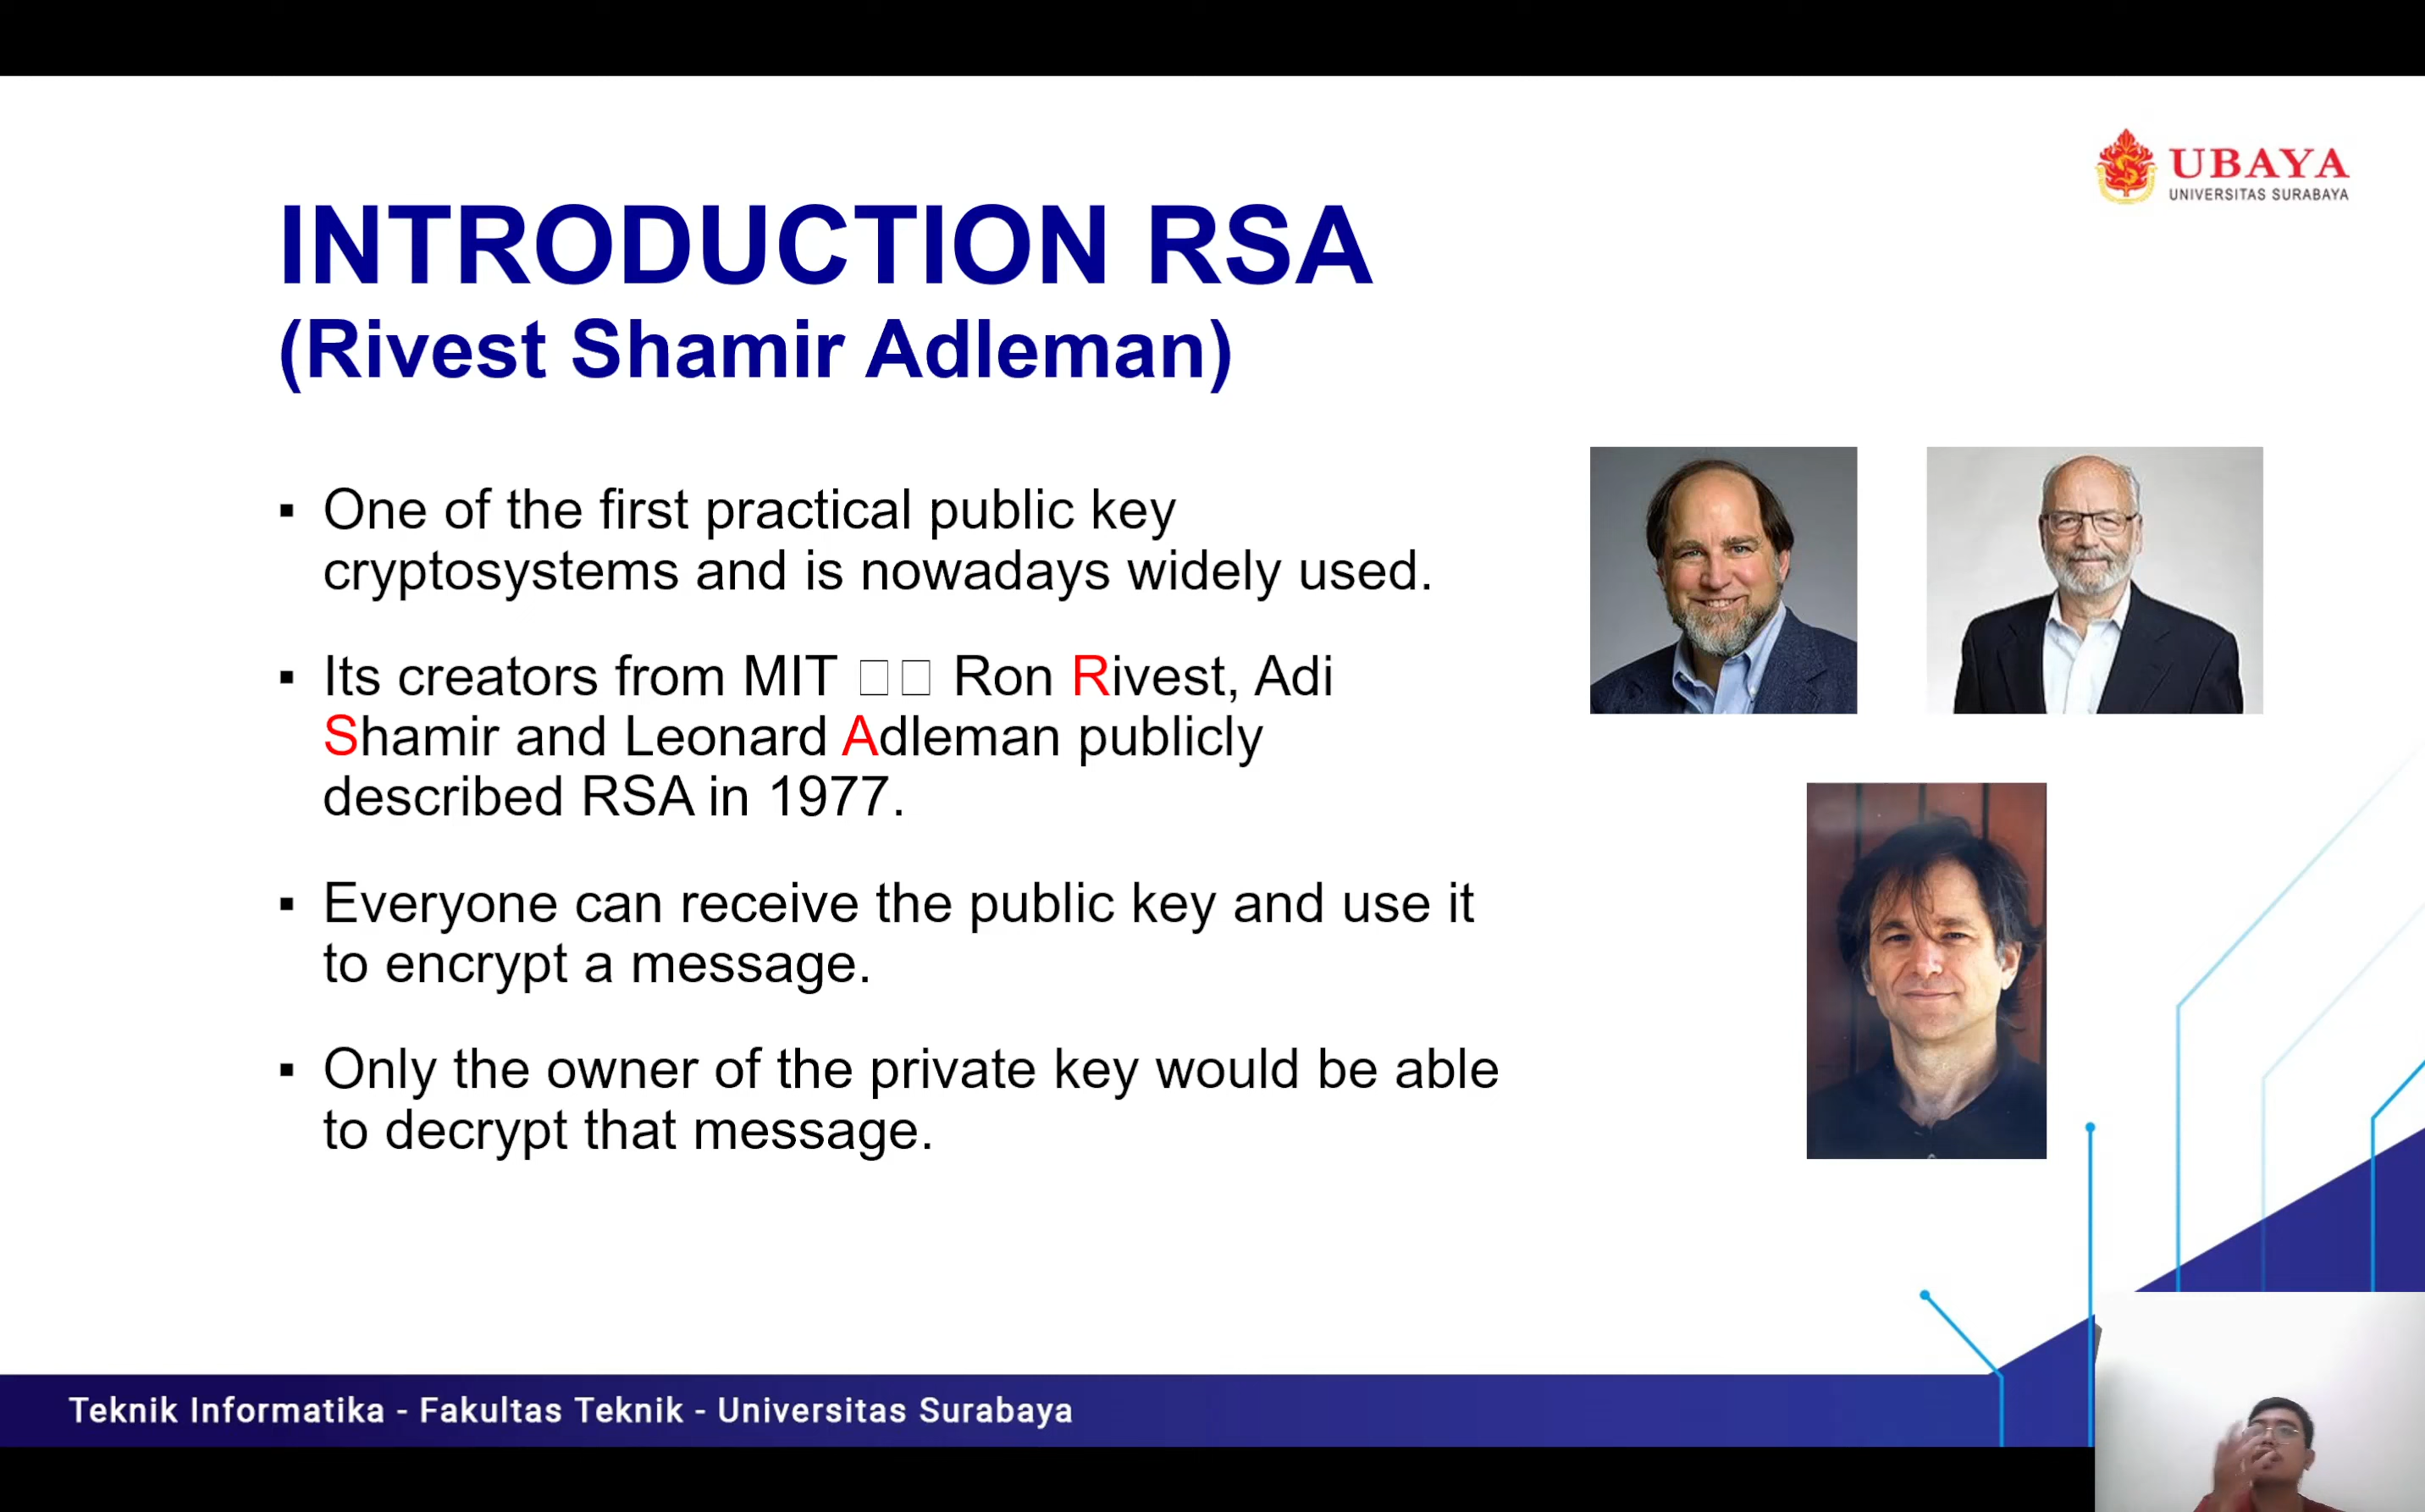 UBAYA
UNIVERSITAS SURABAYA
INTRODUCTION RSA
(Rivest Shamir Adleman)
▪ One of the first practical public key
cryptosystems and is nowadays widely used.
▪ Its creators from MIT □□ Ron Rivest, Adi
Shamir and Leonard Adleman publicly
described RSA in 1977.
▪ Everyone can receive the public key and use it
to encrypt a message.
▪ Only the owner of the private key would be able
to decrypt that message.
Teknik Informatika - Fakultas Teknik - Universitas Surabaya